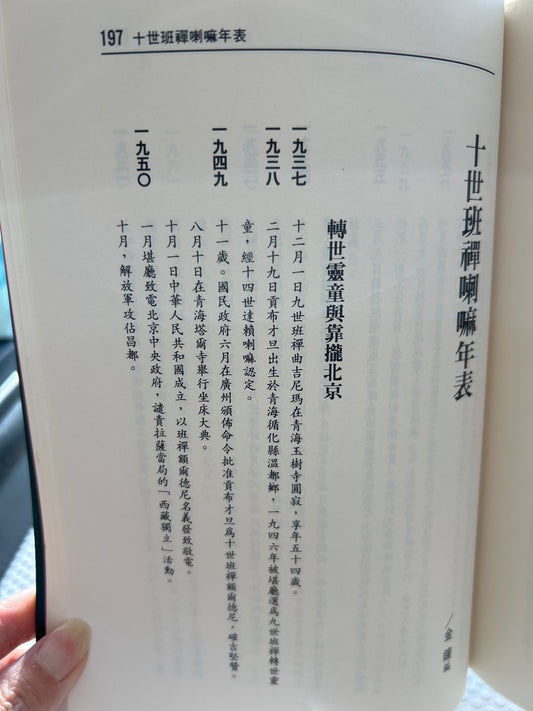 197 十世班禪喇嘛年表
十世班禪喇嘛年表
／金
轉世靈童與靠攏北京
一九三七
十二月一日九世班禪曲吉尼瑪在青海玉樹寺圓寂，享年五十四歲。
一九三八
二月十九日貢布才旦出生於青海循化縣溫都鄉，一九四六年被堪廳選為九世班禪轉世靈
童，經十四世達賴喇嘛認定。
一九四九
十一歲。國民政府六月在廣州頒佈命令批准貢布才旦為十世班禪額爾德尼．確吉堅贊。
八月十日在青海塔爾寺舉行坐床大典。
十月一日中華人民共和國成立，以班禪額爾德尼名義發致敬電。
一九五〇
一月堪廳致電北京中央政府，譴責拉薩當局的「西藏獨立」活動。
十月，解放軍攻佔昌都。